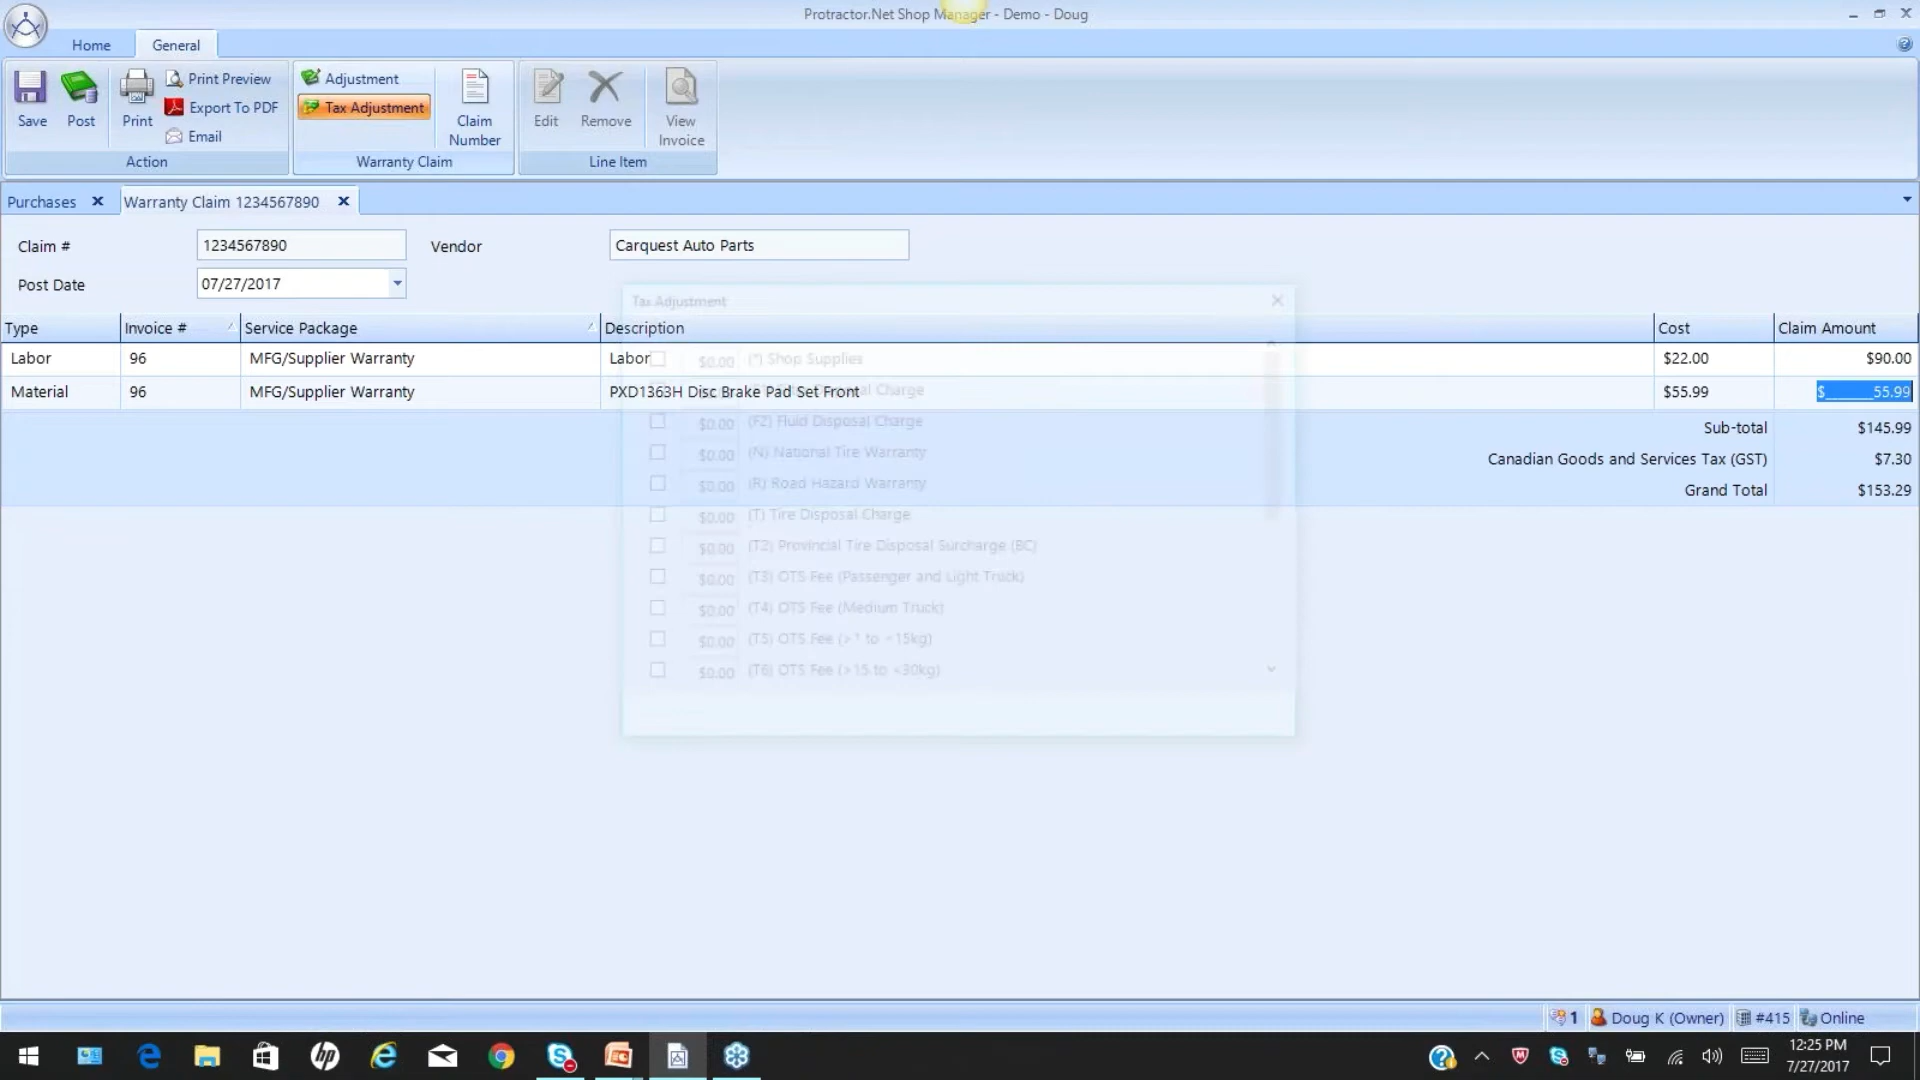 Protractor.Net Shop Manager - Demo - Doug
Home General
Save Post Print Print Preview Export To PDF Email
Action
Adjustment Tax Adjustment Claim Number
Warranty Claim
Edit Remove View Invoice
Line Item
Purchases Warranty Claim 1234567890
Claim # 1234567890 Vendor Carquest Auto Parts
Post Date 07/27/2017
Tax Adjustment
Type Invoice # Service Package Description Cost Claim Amount
Labor 96 MFG/Supplier Warranty Labor $22.00 $90.00
$0.00 (*) Shop Supplies
Material 96 MFG/Supplier Warranty PXD1363H Disc Brake Pad Set Front $55.99 $______55.99
Charge
$0.00 (F2) Fluid Disposal Charge
Sub-total $145.99
$0.00 (N) National Tire Warranty
Canadian Goods and Services Tax (GST) $7.30
$0.00 (R) Road Hazard Warranty
Grand Total $153.29
$0.00 (T) Tire Disposal Charge
$0.00 (T2) Provincial Tire Disposal Surcharge (BC)
$0.00 (T3) OTS Fee (Passenger and Light Truck)
$0.00 (T4) OTS Fee (Medium Truck)
$0.00 (T5) OTS Fee (>1 to <15kg)
$0.00 (T6) OTS Fee (>15 to <30kg)
1 Doug K (Owner) #415 Online
12:25 PM
7/27/2017